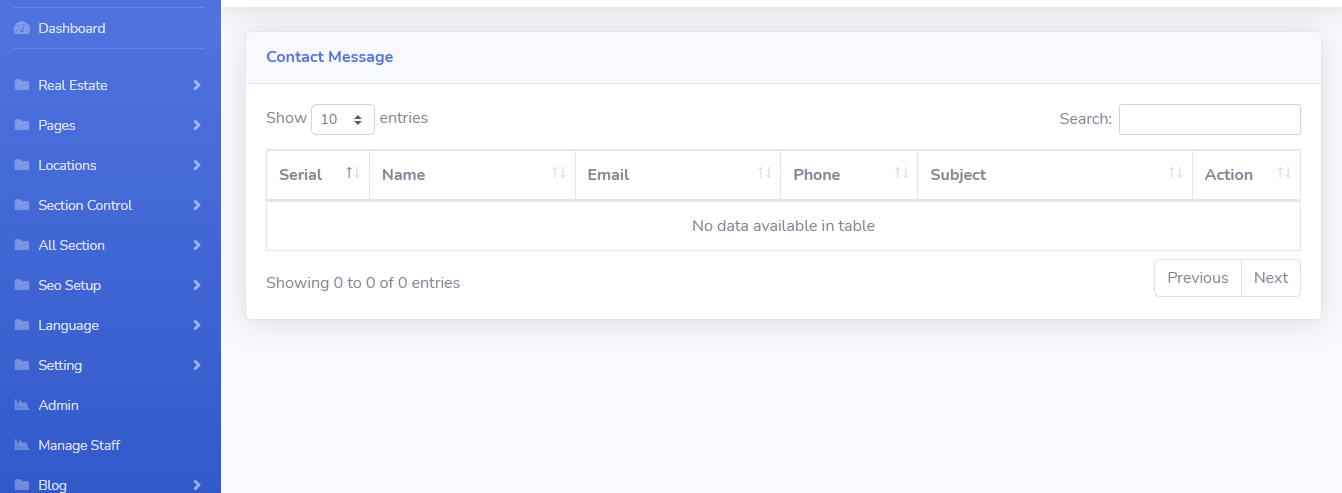 Dashboard
Real Estate
Pages
Locations
Section Control
All Section
Seo Setup
Language
Setting
Admin
Manage Staff
Blog
Contact Message
Show 10 entries
Search:
Serial Name Email Phone Subject Action
No data available in table
Showing 0 to 0 of 0 entries
Previous Next